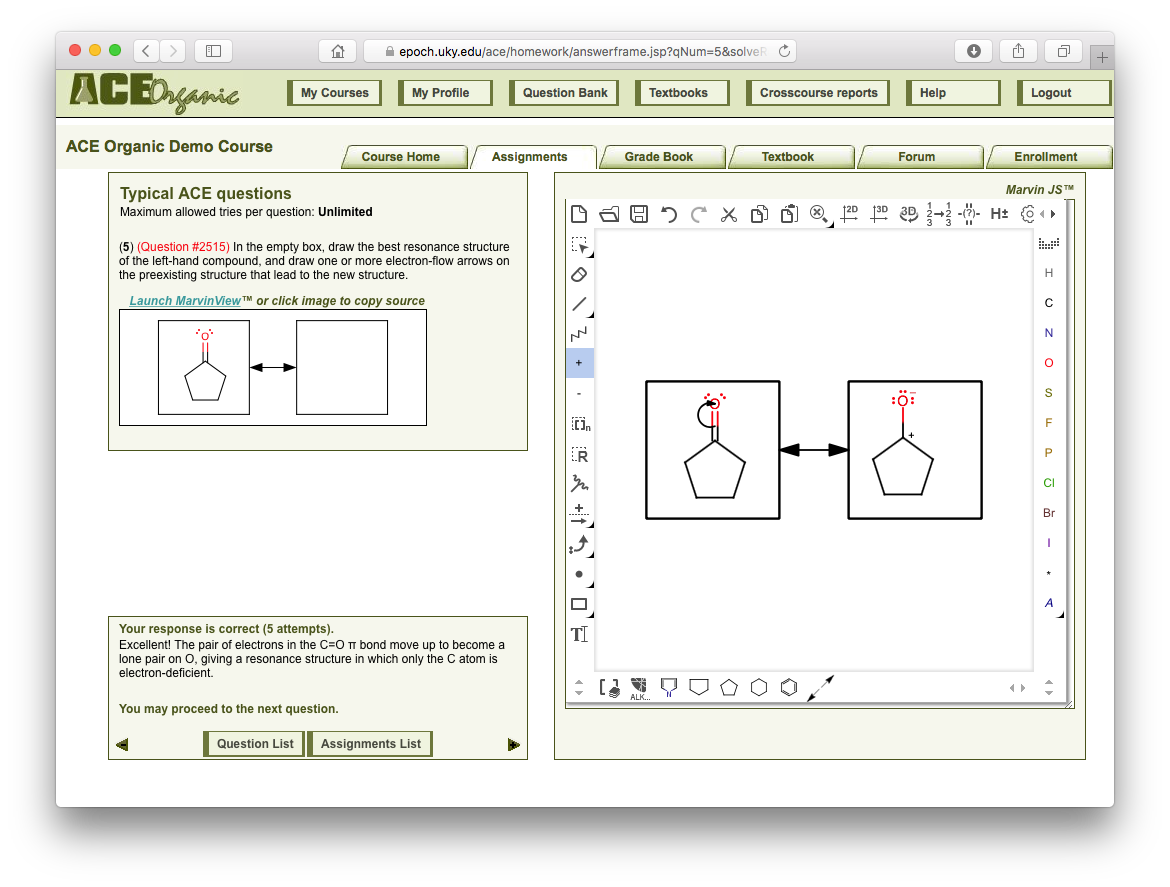 epoch.uky.edu/ace/homework/answerframe.jsp?qNum=5&solve
ACE Organic
My Courses
My Profile
Question Bank
Textbooks
Crosscourse reports
Help
Logout
ACE Organic Demo Course
Course Home
Assignments
Grade Book
Textbook
Forum
Enrollment
Typical ACE questions
Maximum allowed tries per question: Unlimited
(5) (Question #2515) In the empty box, draw the best resonance structure
of the left-hand compound, and draw one or more electron-flow arrows on
the preexisting structure that lead to the new structure.
Launch MarvinView™ or click image to copy source
O
Your response is correct (5 attempts).
Excellent! The pair of electrons in the C=O π bond move up to become a
lone pair on O, giving a resonance structure in which only the C atom is
electron-deficient.
You may proceed to the next question.
Question List
Assignments List
Marvin JS™
2D
3D
3D
1 2 3 → 1 2 3
(?)
H±
+
-
[]n
R
T
O
O
−
+
H
C
N
O
S
F
P
Cl
Br
I
*
A
ALK...
N